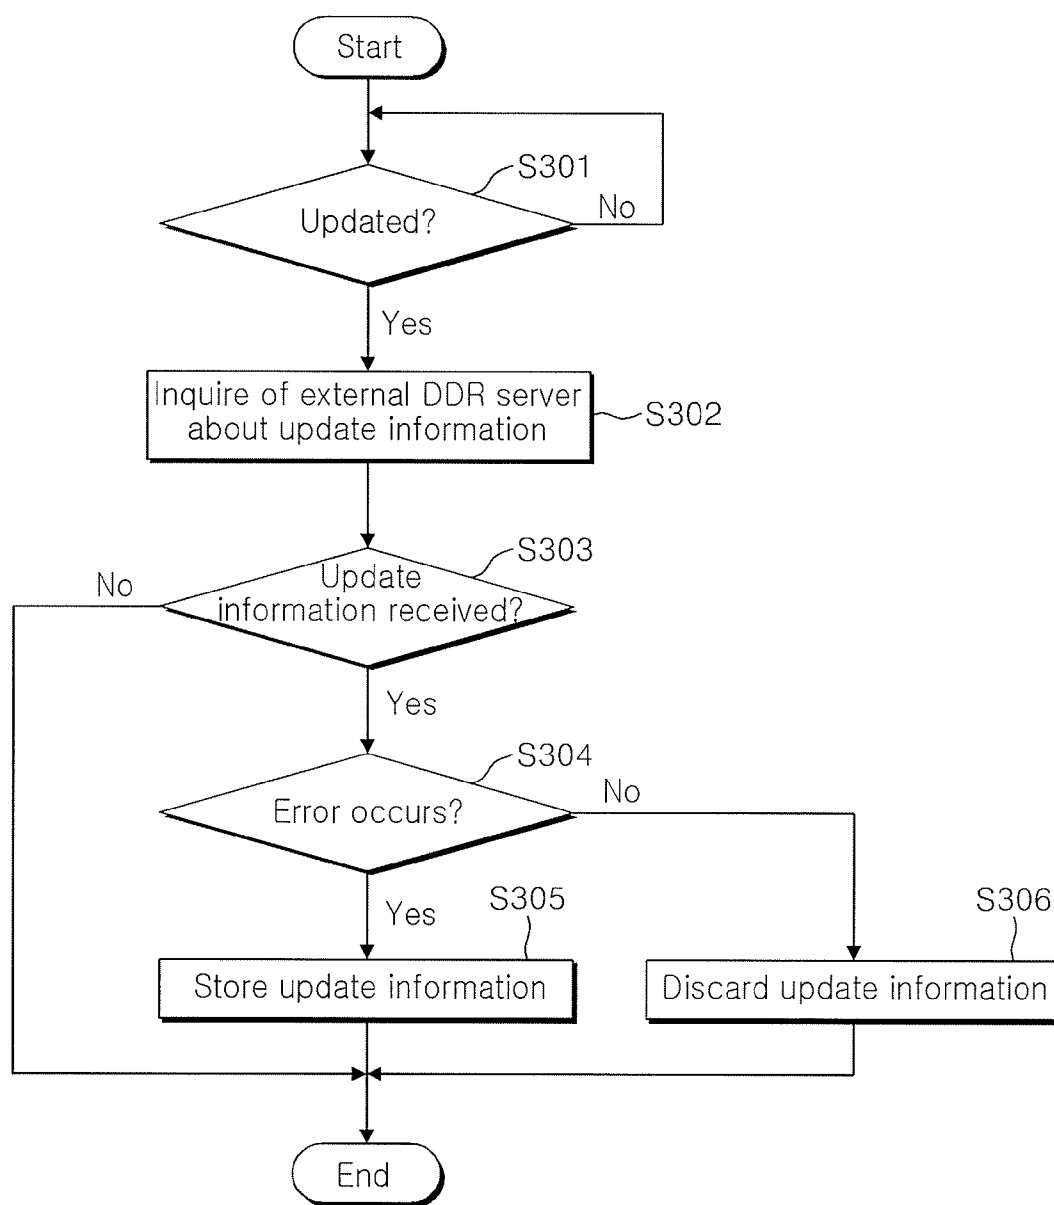 Start
S301
Updated?
No
Yes
Inquire of external DDR server
about update information
S302
S303
No
Update
information received?
Yes
S304
Error occurs?
No
Yes
S305
S306
Store update information
Discard update information
End